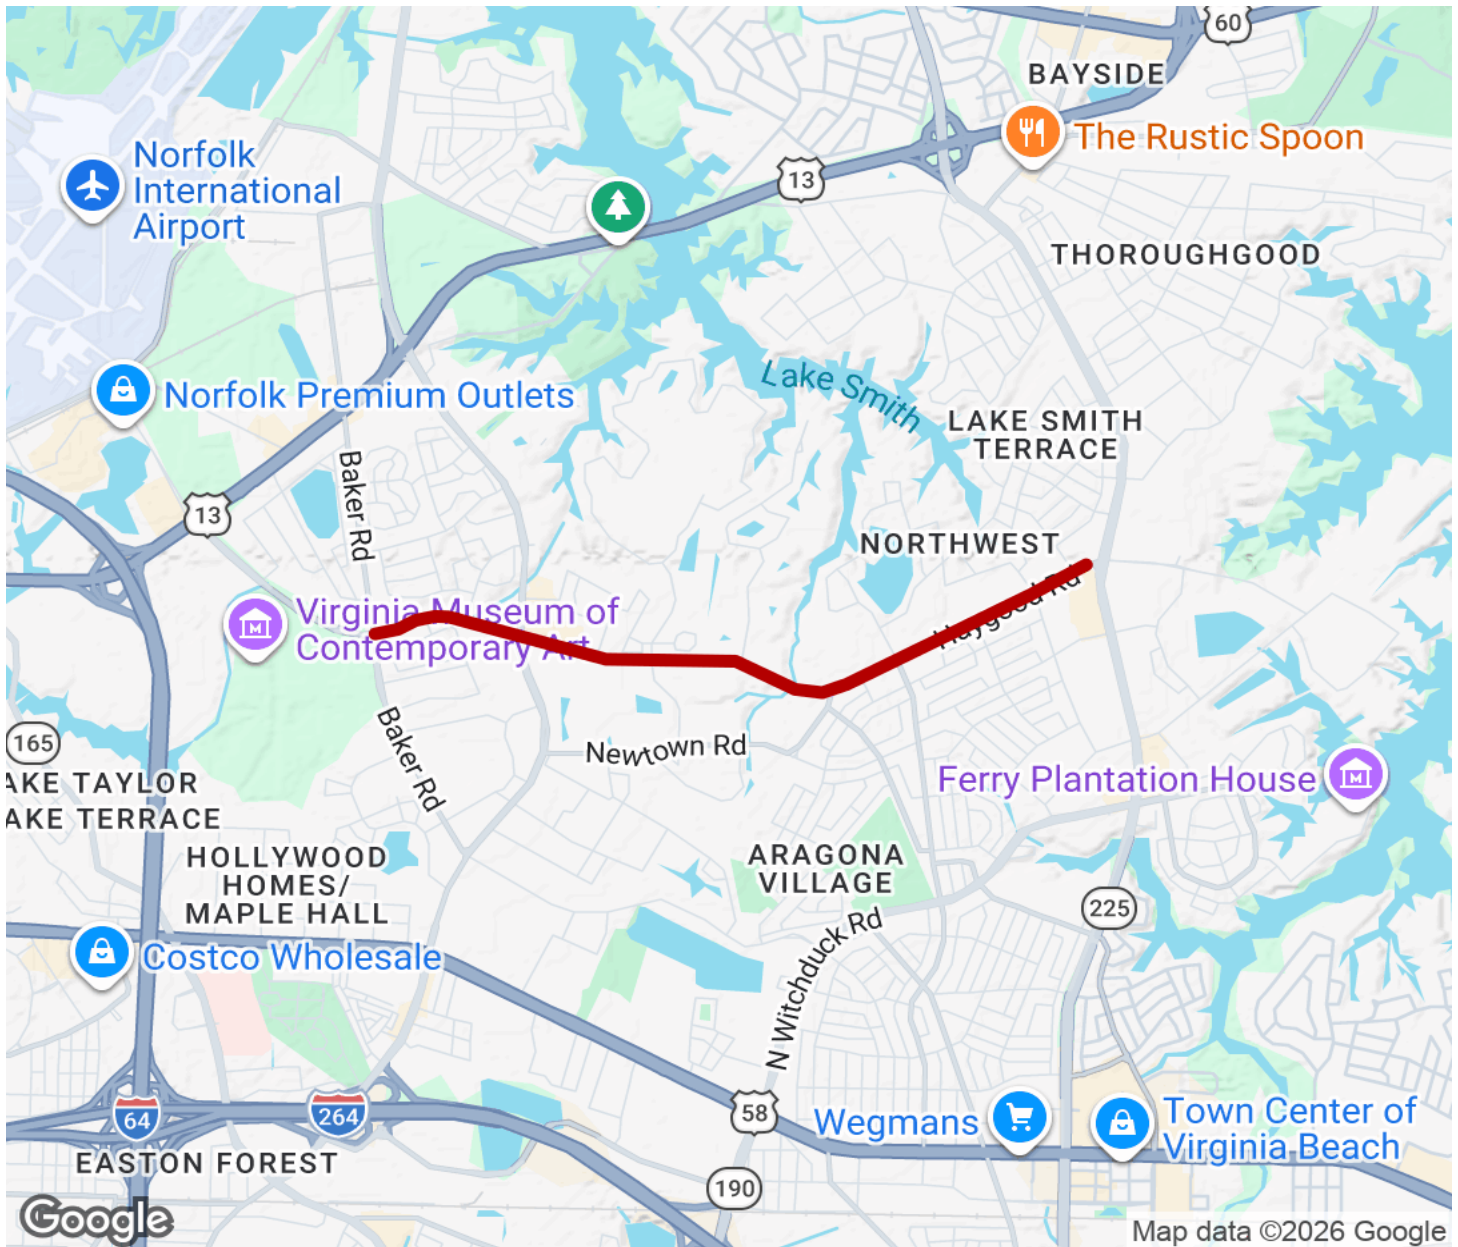 60
BAYSIDE
The Rustic Spoon
Norfolk
International
Airport
13
THOROUGHGOOD
Lake Smith
Norfolk Premium Outlets
LAKE SMITH
TERRACE
Baker Rd
13
NORTHWEST
Haygood Rd
Virginia Museum of
Contemporary Art
165
Baker Rd
Newtown Rd
AKE TAYLOR
AKE TERRACE
Ferry Plantation House
HOLLYWOOD
HOMES/
MAPLE HALL
ARAGONA
VILLAGE
225
N Witchduck Rd
Costco Wholesale
64
264
58
Wegmans
Town Center of
Virginia Beach
EASTON FOREST
190
Google
Map data ©2026 Google